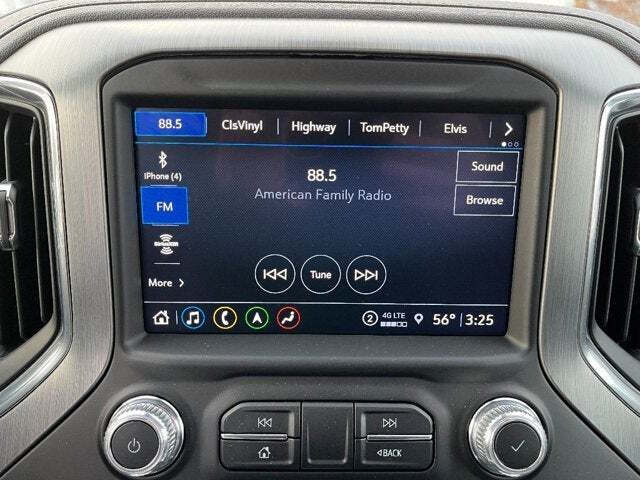 88.5 ClsVinyl Highway TomPetty Elvis
iPhone (4)
88.5
Sound
American Family Radio
Browse
FM
SiriusXM
Tune
More
2 4G LTE 56° 3:25
BACK